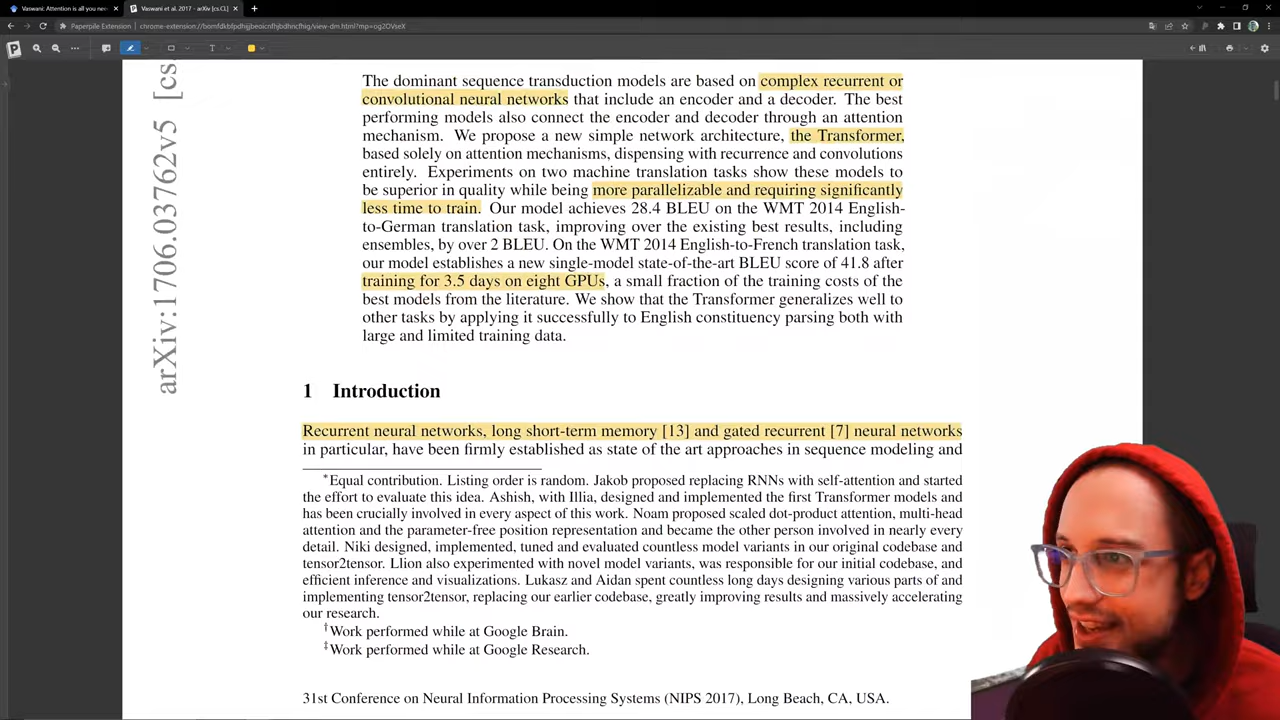 Vaswani: Attention is all you nee
Vaswani et al. 2017 - arXiv [cs.CL]
Paperpile Extension
T
arXiv:1706.03762v5 [cs.
The dominant sequence transduction models are based on complex recurrent or
convolutional neural networks that include an encoder and a decoder. The best
performing models also connect the encoder and decoder through an attention
mechanism. We propose a new simple network architecture, the Transformer,
based solely on attention mechanisms, dispensing with recurrence and convolutions
entirely. Experiments on two machine translation tasks show these models to
be superior in quality while being more parallelizable and requiring significantly
less time to train. Our model achieves 28.4 BLEU on the WMT 2014 English-
to-German translation task, improving over the existing best results, including
ensembles, by over 2 BLEU. On the WMT 2014 English-to-French translation task,
our model establishes a new single-model state-of-the-art BLEU score of 41.8 after
training for 3.5 days on eight GPUs, a small fraction of the training costs of the
best models from the literature. We show that the Transformer generalizes well to
other tasks by applying it successfully to English constituency parsing both with
large and limited training data.
1 Introduction
Recurrent neural networks, long short-term memory [13] and gated recurrent [7] neural networks
in particular, have been firmly established as state of the art approaches in sequence modeling and
*Equal contribution. Listing order is random. Jakob proposed replacing RNNs with self-attention and started
the effort to evaluate this idea. Ashish, with Illia, designed and implemented the first Transformer models and
has been crucially involved in every aspect of this work. Noam proposed scaled dot-product attention, multi-head
attention and the parameter-free position representation and became the other person involved in nearly every
detail. Niki designed, implemented, tuned and evaluated countless model variants in our original codebase and
tensor2tensor. Llion also experimented with novel model variants, was responsible for our initial codebase, and
efficient inference and visualizations. Lukasz and Aidan spent countless long days designing various parts of and
implementing tensor2tensor, replacing our earlier codebase, greatly improving results and massively accelerating
our research.
†Work performed while at Google Brain.
‡Work performed while at Google Research.
31st Conference on Neural Information Processing Systems (NIPS 2017), Long Beach, CA, USA.